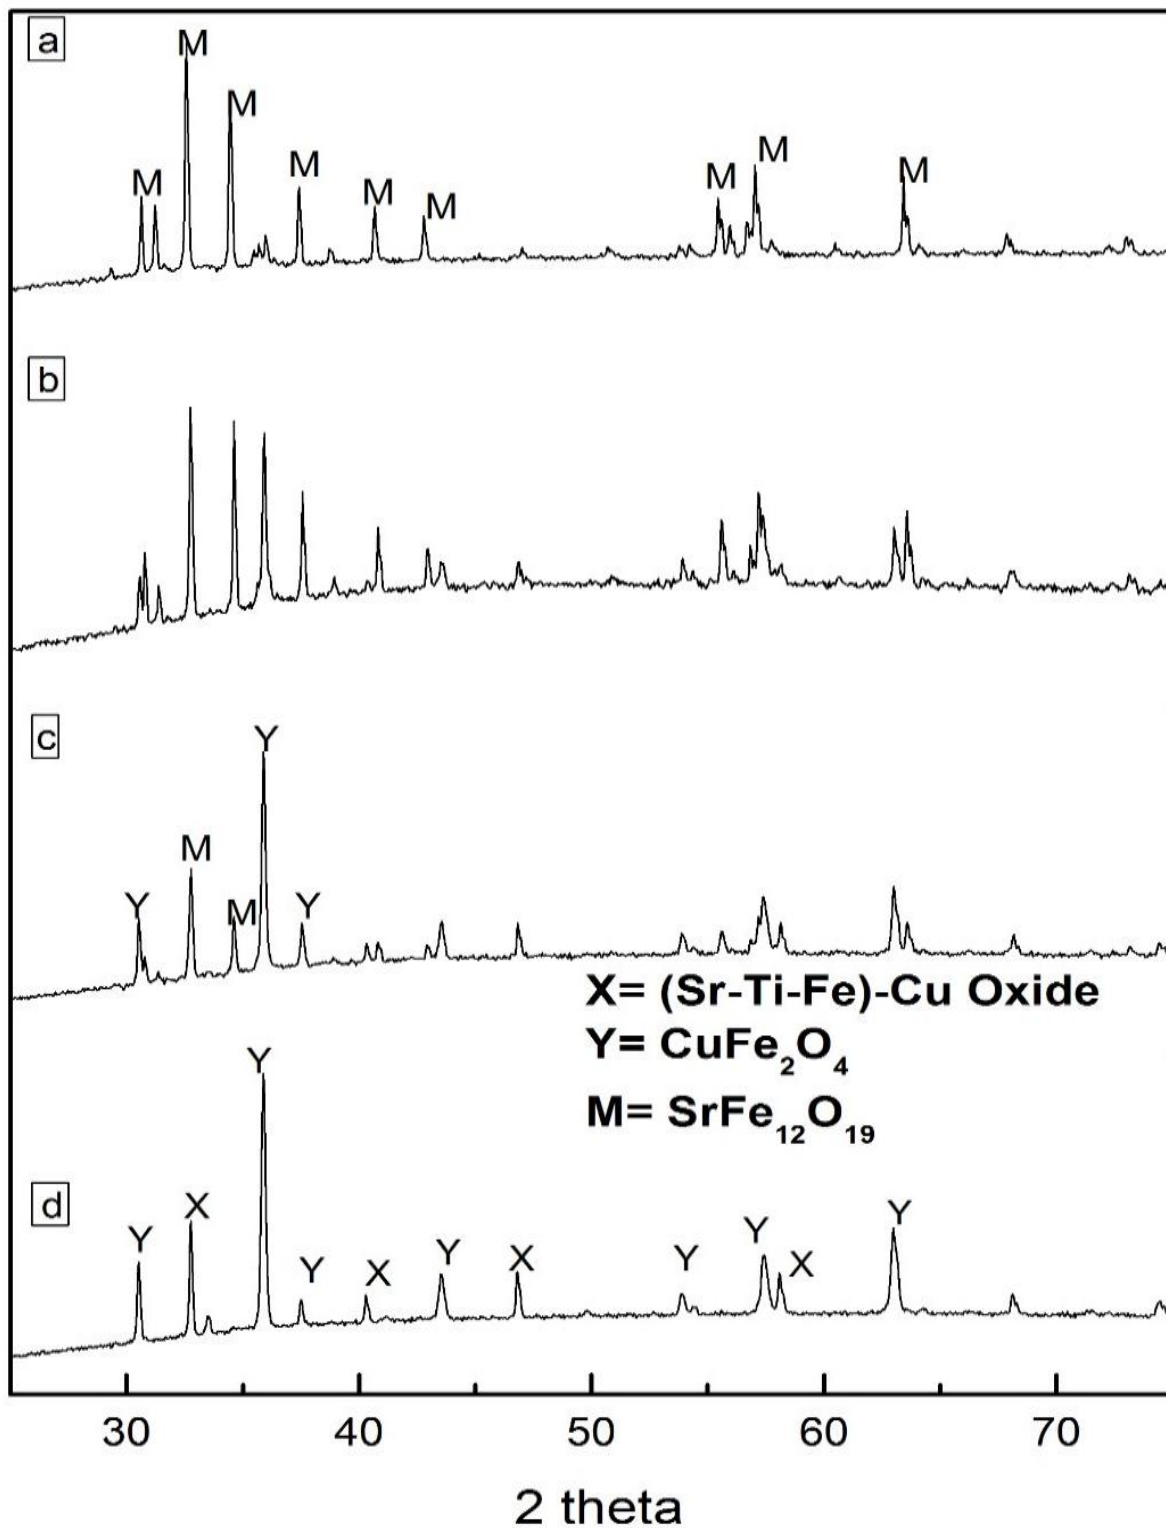 a
M
M
M
M
M
M
M
M
M
b
c
Y
M
Y
M
Y
X= (Sr-Ti-Fe)-Cu Oxide
Y= CuFe₂O₄
M= SrFe₁₂O₁₉
Y
d
Y
X
Y
X
Y
X
Y
Y
X
Y
30 40 50 60 70
2 theta